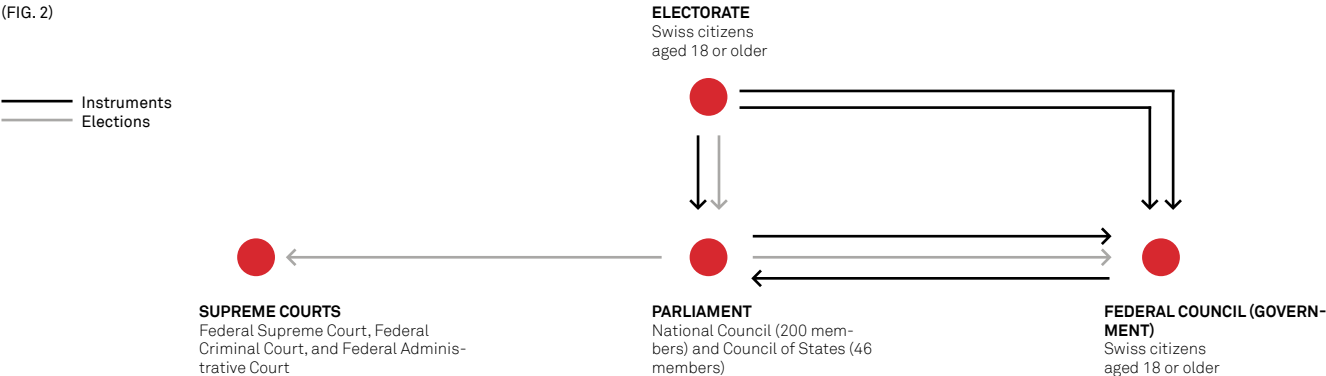 (FIG. 2)
ELECTORATE
Swiss citizens
aged 18 or older
Instruments
Elections
SUPREME COURTS
Federal Supreme Court, Federal
Criminal Court, and Federal Adminis-
trative Court
PARLIAMENT
National Council (200 mem-
bers) and Council of States (46
members)
FEDERAL COUNCIL (GOVERN-
MENT)
Swiss citizens
aged 18 or older